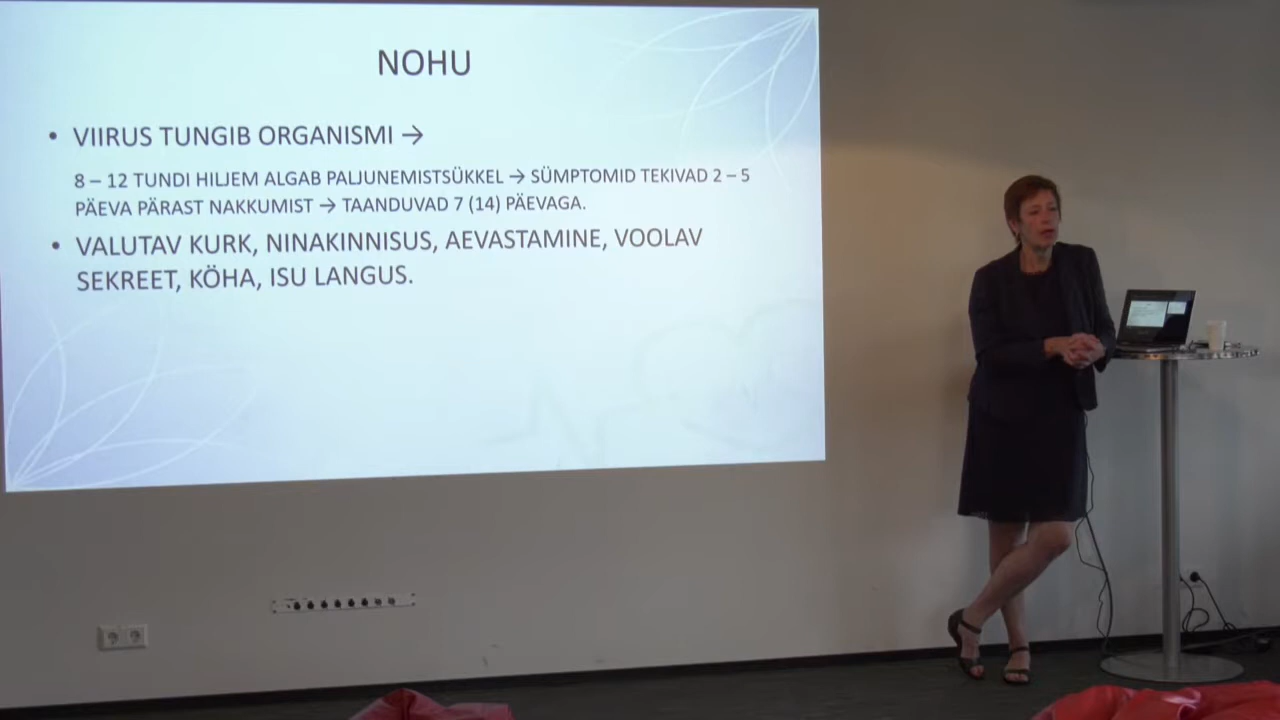 NOHU
• VIIRUS TUNGIB ORGANISMI →
8 – 12 TUNDI HILJEM ALGAB PALJUNEMISTSÜKKEL → SÜMPTOMID TEKIVAD 2 – 5
PÄEVA PÄRAST NAKKUMIST → TAANDUVAD 7 (14) PÄEVAGA.
• VALUTAV KURK, NINAKINNISUS, AEVASTAMINE, VOOLAV
SEKREET, KÖHA, ISU LANGUS.